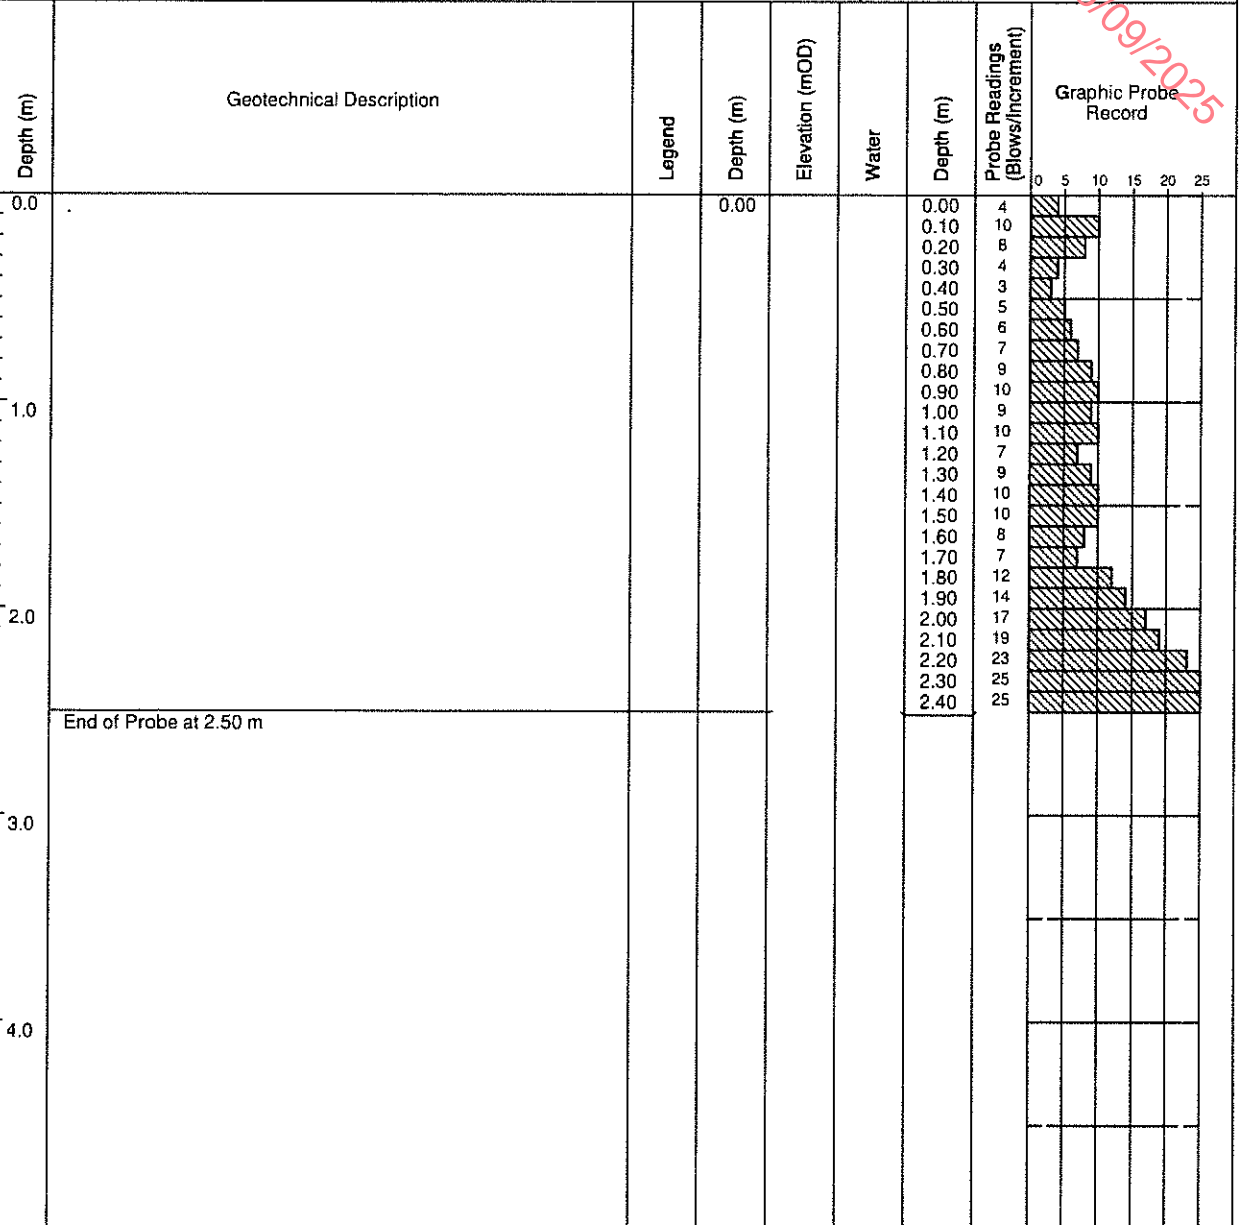 /09/2025
Depth (m)
Geotechnical Description
Legend
Depth (m)
Elevation (mOD)
Water
Depth (m)
Probe Readings
(Blows/Increment)
Graphic Probe
Record
0 5 10 15 20 25
0.0
0.00
0.00 4
0.10 10
0.20 8
0.30 4
0.40 3
0.50 5
0.60 6
0.70 7
0.80 9
0.90 10
1.0
1.00 9
1.10 10
1.20 7
1.30 9
1.40 10
1.50 10
1.60 8
1.70 7
1.80 12
1.90 14
2.0
2.00 17
2.10 19
2.20 23
2.30 25
2.40 25
End of Probe at 2.50 m
3.0
4.0